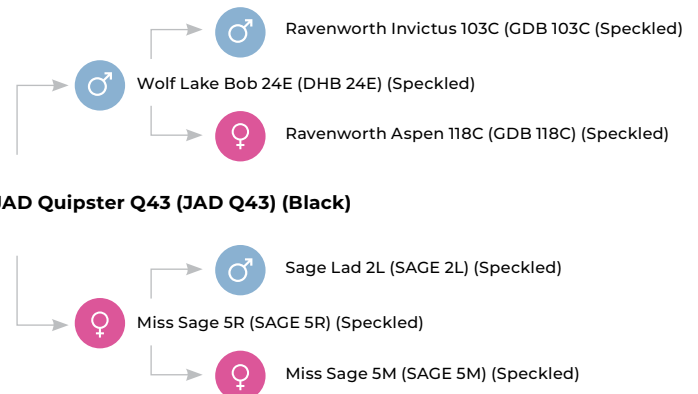 Ravenworth Invictus 103C (GDB 103C (Speckled)
Wolf Lake Bob 24E (DHB 24E) (Speckled)
Ravenworth Aspen 118C (GDB 118C) (Speckled)
JAD Quipster Q43 (JAD Q43) (Black)
Sage Lad 2L (SAGE 2L) (Speckled)
Miss Sage 5R (SAGE 5R) (Speckled)
Miss Sage 5M (SAGE 5M) (Speckled)